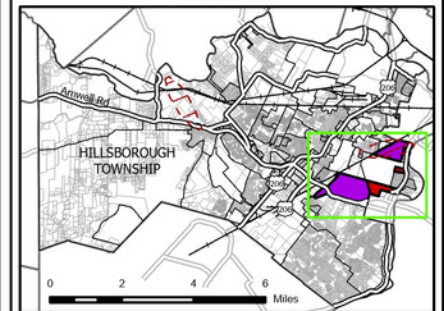 206
Amwell Rd
HILLSBOROUGH
TOWNSHIP
206
206
0 2 4 6
Miles